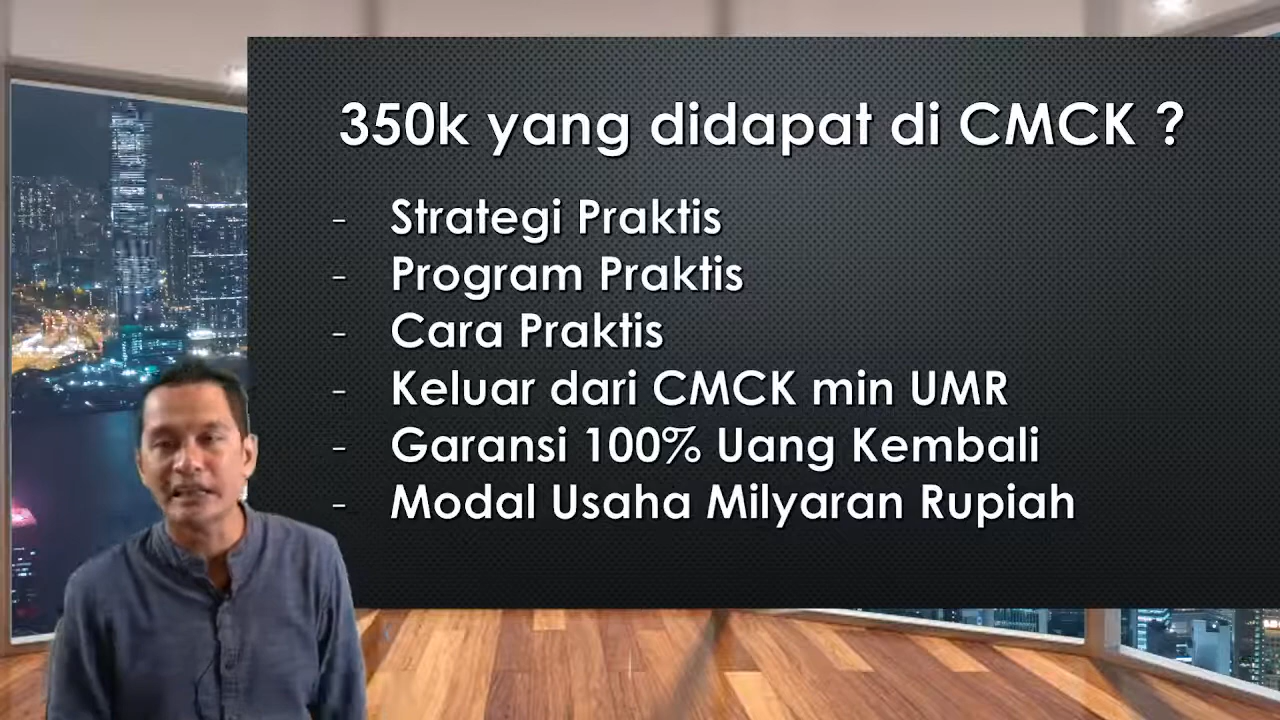 350k yang didapat di CMCK ?
- Strategi Praktis
- Program Praktis
- Cara Praktis
- Keluar dari CMCK min UMR
- Garansi 100% Uang Kembali
- Modal Usaha Milyaran Rupiah